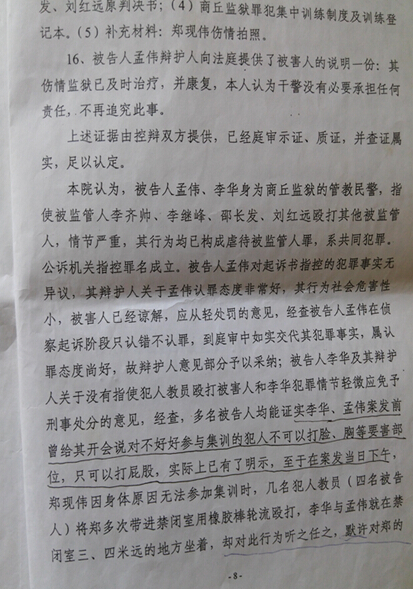 发、刘红远原判决书；（4）商丘监狱罪犯集中训练制度及训练登
记本。（5）补充材料：郑现伟伤情拍照。
16、被告人孟伟辩护人向法庭提供了被害人的说明一份：其
伤情监狱已及时治疗，并康复，本人认为干警没有必要承担任何
责任，不再追究此事。
上述证据由控辩双方提供，已经庭审示证、质证，并查证属
实，足以认定。
本院认为，被告人孟伟、李华身为商丘监狱的管教民警，指
使被监管人李齐帅、李继峰、邵长发、刘红远殴打其他被监管
人，情节严重，其行为均已构成虐待被监管人罪，系共同犯罪。
公诉机关指控罪名成立。被告人孟伟对起诉书指控的犯罪事实无
异议，其辩护人关于孟伟认罪态度非常好，其行为社会危害性
小，被害人已经谅解，应从轻处罚的意见，经查被告人孟伟在侦
察起诉阶段只认错不认罪，到庭审中如实交代其犯罪事实，属认
罪态度尚好，故辩护人意见部分予以采纳；被告人李华及其辩护
人关于没有指使犯人教员殴打被害人和李华犯罪情节轻微应免予
刑事处分的意见，经查，多名被告人均能证实李华、孟伟案发前
曾给其开会说对不好好参与集训的犯人不可以打脸、胸等要害部
位，只可以打屁股，实际上已有了明示，至于在案发当日下午，
郑现伟因身体原因无法参加集训时，几名犯人教员（四名被告
人）将郑多次带进禁闭室用橡胶棒轮流殴打，李华与孟伟就在禁
闭室三、四米远的地方坐着，却对此行为听之任之，默许对郑的
-8-